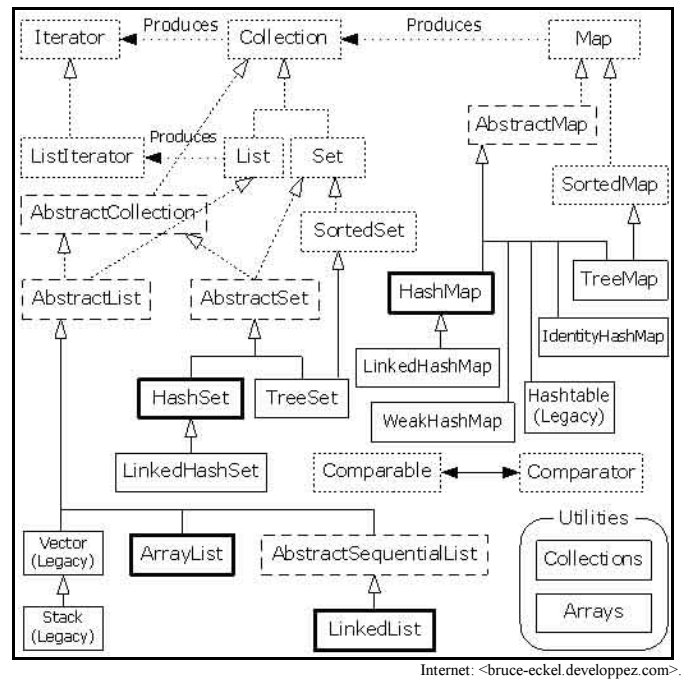 Iterator
Produces
Collection
Produces
Map
AbstractMap
ListIterator
Produces
List
Set
SortedMap
AbstractCollection
SortedSet
AbstractList
AbstractSet
HashMap
TreeMap
IdentityHashMap
LinkedHashMap
HashSet
TreeSet
Hashtable
(Legacy)
WeakHashMap
LinkedHashSet
Comparable
Comparator
Utilities
Vector
(Legacy)
ArrayList
AbstractSequentialList
Collections
Stack
(Legacy)
LinkedList
Arrays
Internet: <bruce-eckel.developpez.com>.